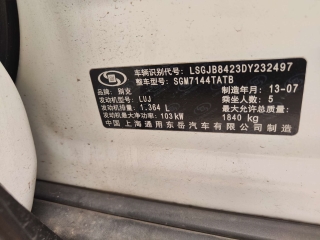 车辆识别代号: LSGJB8423DY232497
整车型号: SGM7144TATB
品牌: 别克 制造年月: 13-07
发动机型号: LUJ 乘坐人数: 5
发动机排量: 1.364 L 最大允许总质量:
发动机最大净功率: 103 kW 1840 kg
中国 上海通用东岳汽车有限公司